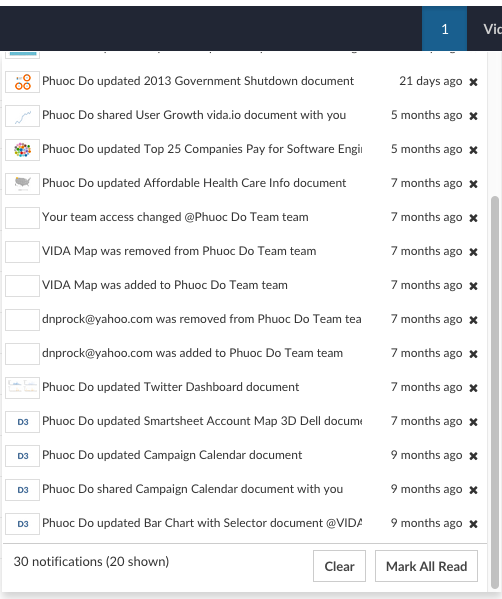 1
Vid
Phuoc Do updated 2013 Government Shutdown document 21 days ago ✖
Phuoc Do shared User Growth vida.io document with you 5 months ago ✖
Phuoc Do updated Top 25 Companies Pay for Software Engi 5 months ago ✖
Phuoc Do updated Affordable Health Care Info document 7 months ago ✖
Your team access changed @Phuoc Do Team team 7 months ago ✖
VIDA Map was removed from Phuoc Do Team team 7 months ago ✖
VIDA Map was added to Phuoc Do Team team 7 months ago ✖
dnprock@yahoo.com was removed from Phuoc Do Team tea 7 months ago ✖
dnprock@yahoo.com was added to Phuoc Do Team team 7 months ago ✖
Phuoc Do updated Twitter Dashboard document 7 months ago ✖
D3 Phuoc Do updated Smartsheet Account Map 3D Dell docume 7 months ago ✖
D3 Phuoc Do updated Campaign Calendar document 9 months ago ✖
D3 Phuoc Do shared Campaign Calendar document with you 9 months ago ✖
D3 Phuoc Do updated Bar Chart with Selector document @VIDA 9 months ago ✖
30 notifications (20 shown)
Clear
Mark All Read